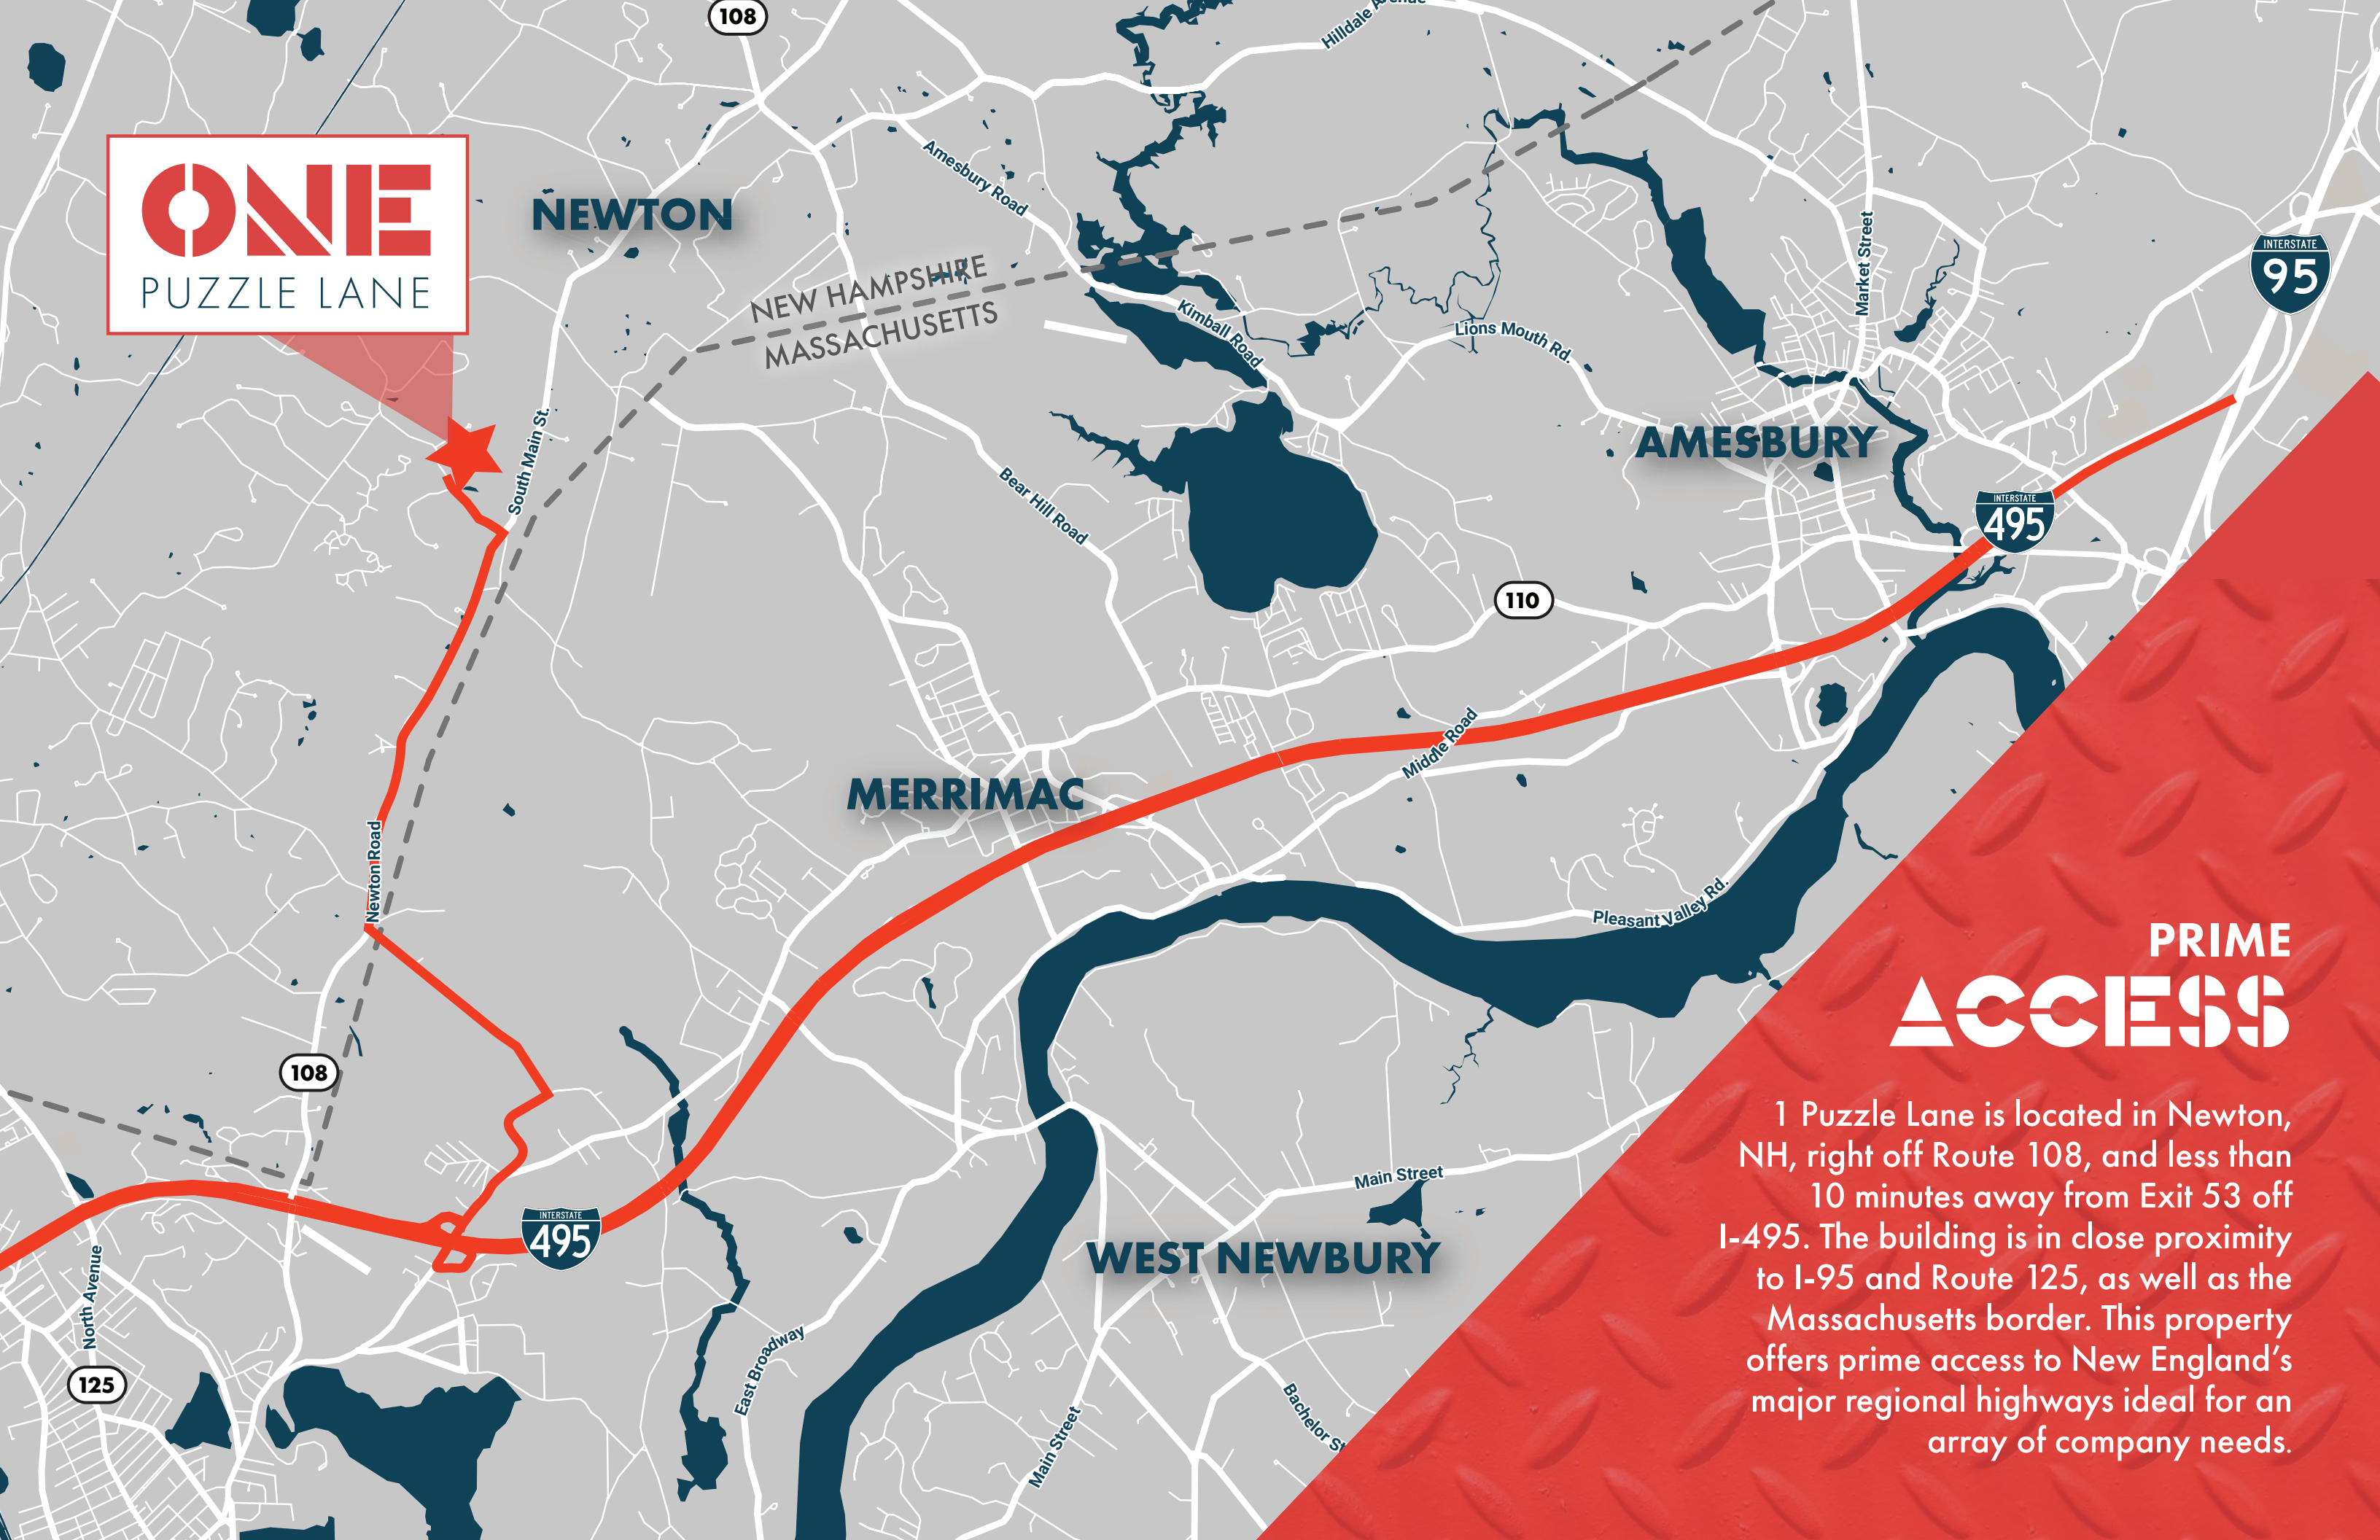 108
Hilldale Avenue
ONE
PUZZLE LANE
NEWTON
Amesbury Road
NEW HAMPSHIRE
MASSACHUSETTS
Kimball Road
Lions Mouth Rd.
Market Street
INTERSTATE
95
South Main St.
Bear Hill Road
AMESBURY
INTERSTATE
495
110
Middle Road
MERRIMAC
Newton Road
Pleasant Valley Rd.
108
INTERSTATE
495
Main Street
WEST NEWBURY
North Avenue
125
East Broadway
Main Street
Bachelor St
PRIME
ACCESS
1 Puzzle Lane is located in Newton,
NH, right off Route 108, and less than
10 minutes away from Exit 53 off
I-495. The building is in close proximity
to I-95 and Route 125, as well as the
Massachusetts border. This property
offers prime access to New England’s
major regional highways ideal for an
array of company needs.